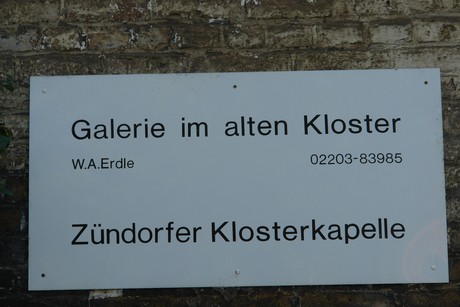 Galerie im alten Kloster
W.A.Erdle 02203-83985
Zündorfer Klosterkapelle